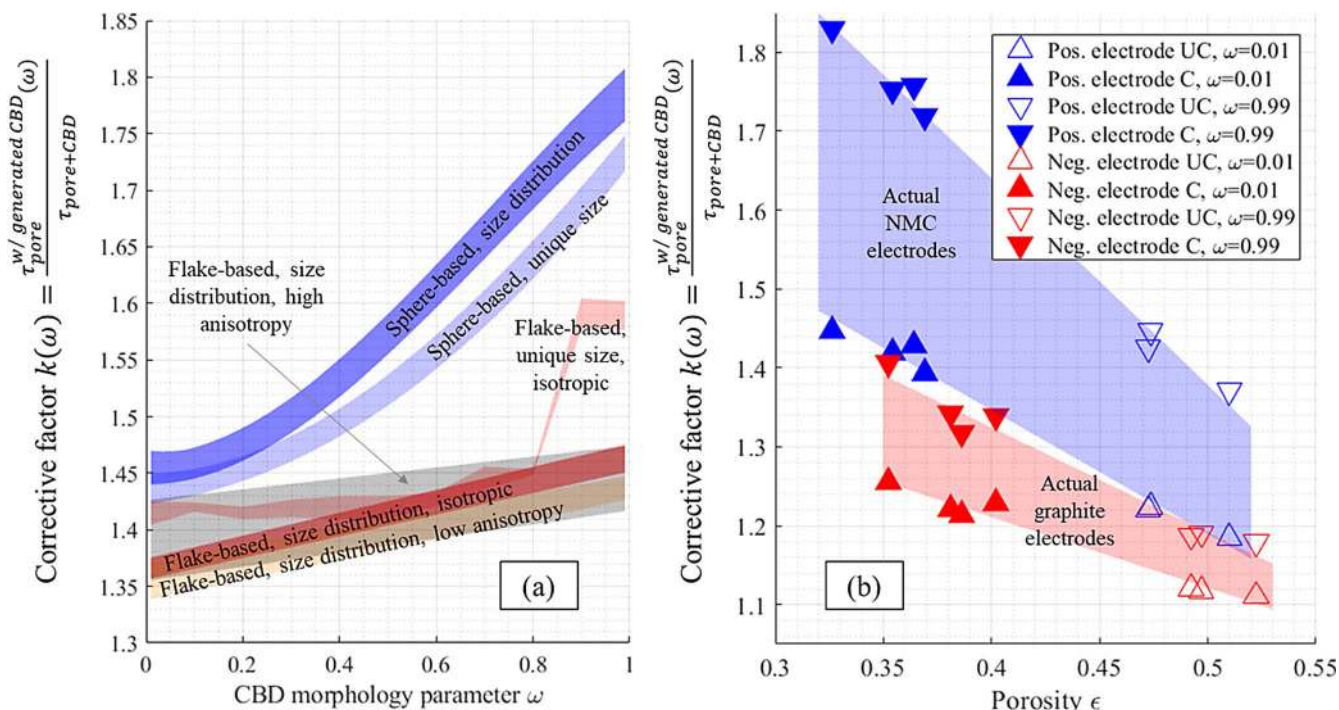 Corrective factor k(ω) = τ_pore^{w/ generated CBD}(ω) / τ_{pore+CBD}
1.85
1.8
1.75
1.7
1.65
1.6
1.55
1.5
1.45
1.4
1.35
1.3
0
0.2
0.4
0.6
0.8
1
CBD morphology parameter ω
Sphere-based, size distribution
Sphere-based, unique size
Flake-based, size
distribution, high
anisotropy
Flake-based,
unique size,
isotropic
Flake-based, size distribution, isotropic
Flake-based, size distribution, low anisotropy
(a)
Corrective factor k(ω) = τ_pore^{w/ generated CBD}(ω) / τ_{pore+CBD}
1.8
1.7
1.6
1.5
1.4
1.3
1.2
1.1
0.3
0.35
0.4
0.45
0.5
0.55
Porosity ϵ
Pos. electrode UC, ω=0.01
Pos. electrode C, ω=0.01
Pos. electrode UC, ω=0.99
Pos. electrode C, ω=0.99
Neg. electrode UC, ω=0.01
Neg. electrode C, ω=0.01
Neg. electrode UC, ω=0.99
Neg. electrode C, ω=0.99
Actual
NMC
electrodes
Actual
graphite
electrodes
(b)